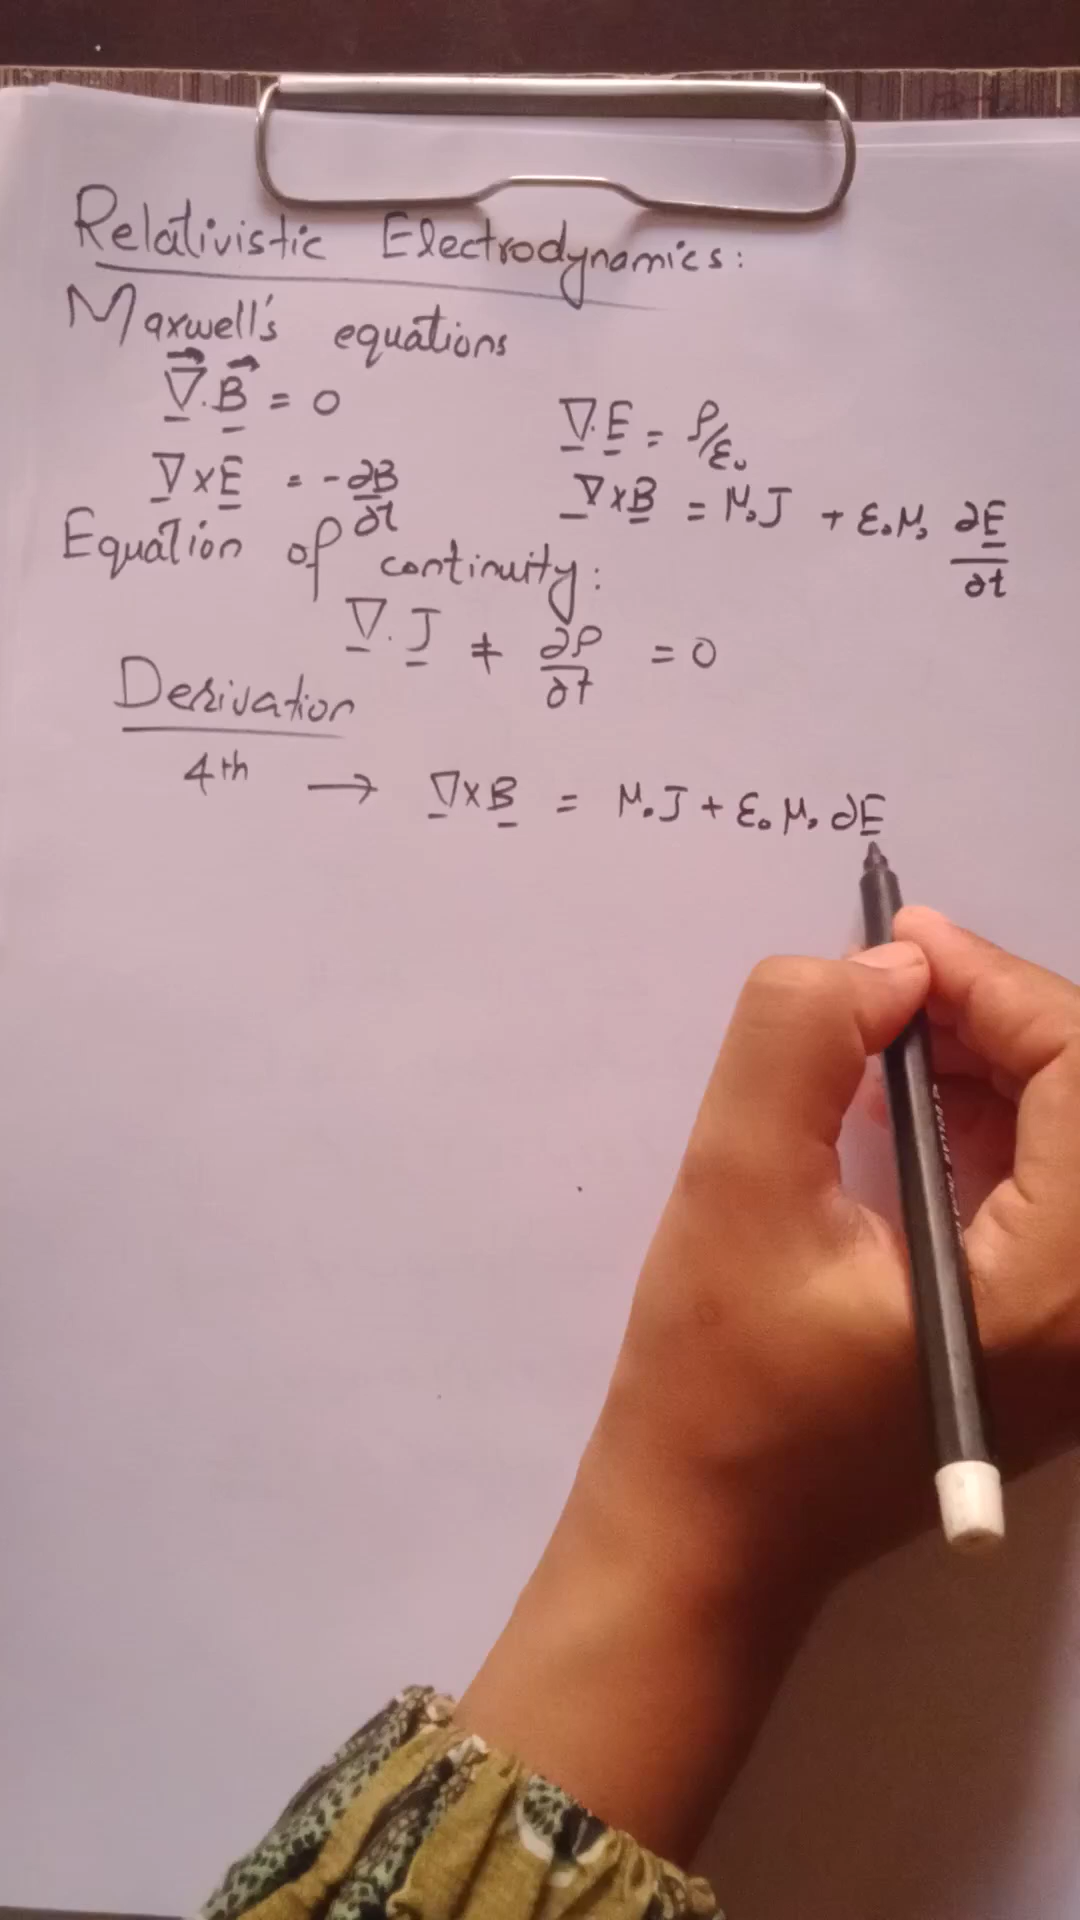 Relativistic Electrodynamics:
Maxwell's equations
∇⃗.B⃗ = 0
∇.E = ρ/ε₀
∇×E = -∂B/∂t
∇×B = μ₀J + ε₀μ₀ ∂E/∂t
Equation of continuity:
∇.J + ∂ρ/∂t = 0
Derivation
4th → ∇×B = μ₀J + ε₀μ₀ ∂E